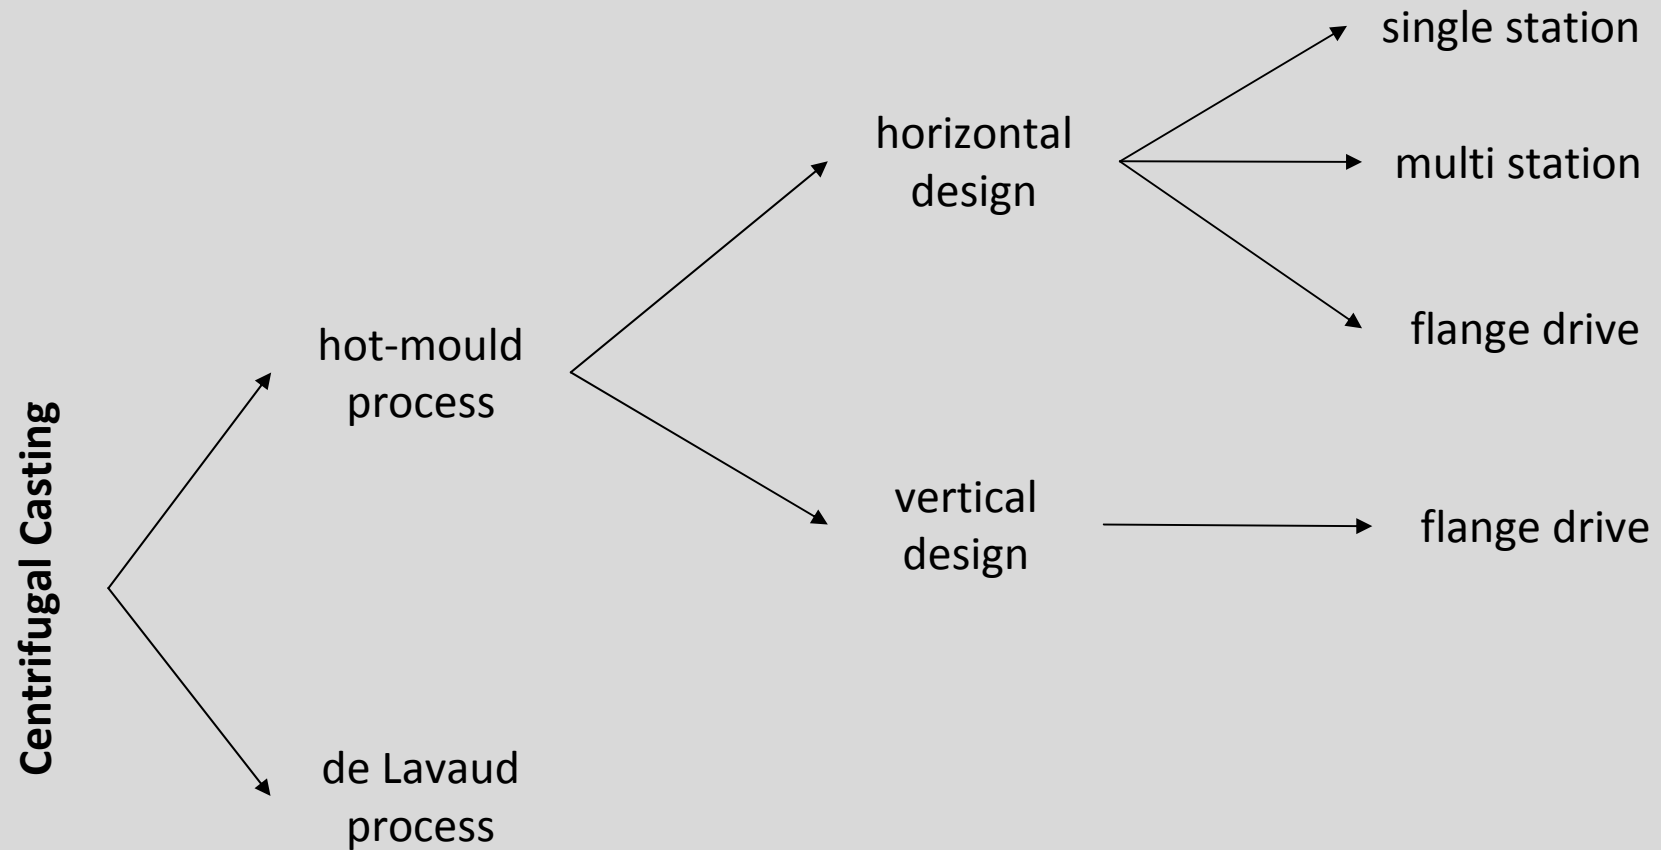 Centrifugal Casting
hot-mould
process
de Lavaud
process
horizontal
design
vertical
design
single station
multi station
flange drive
flange drive